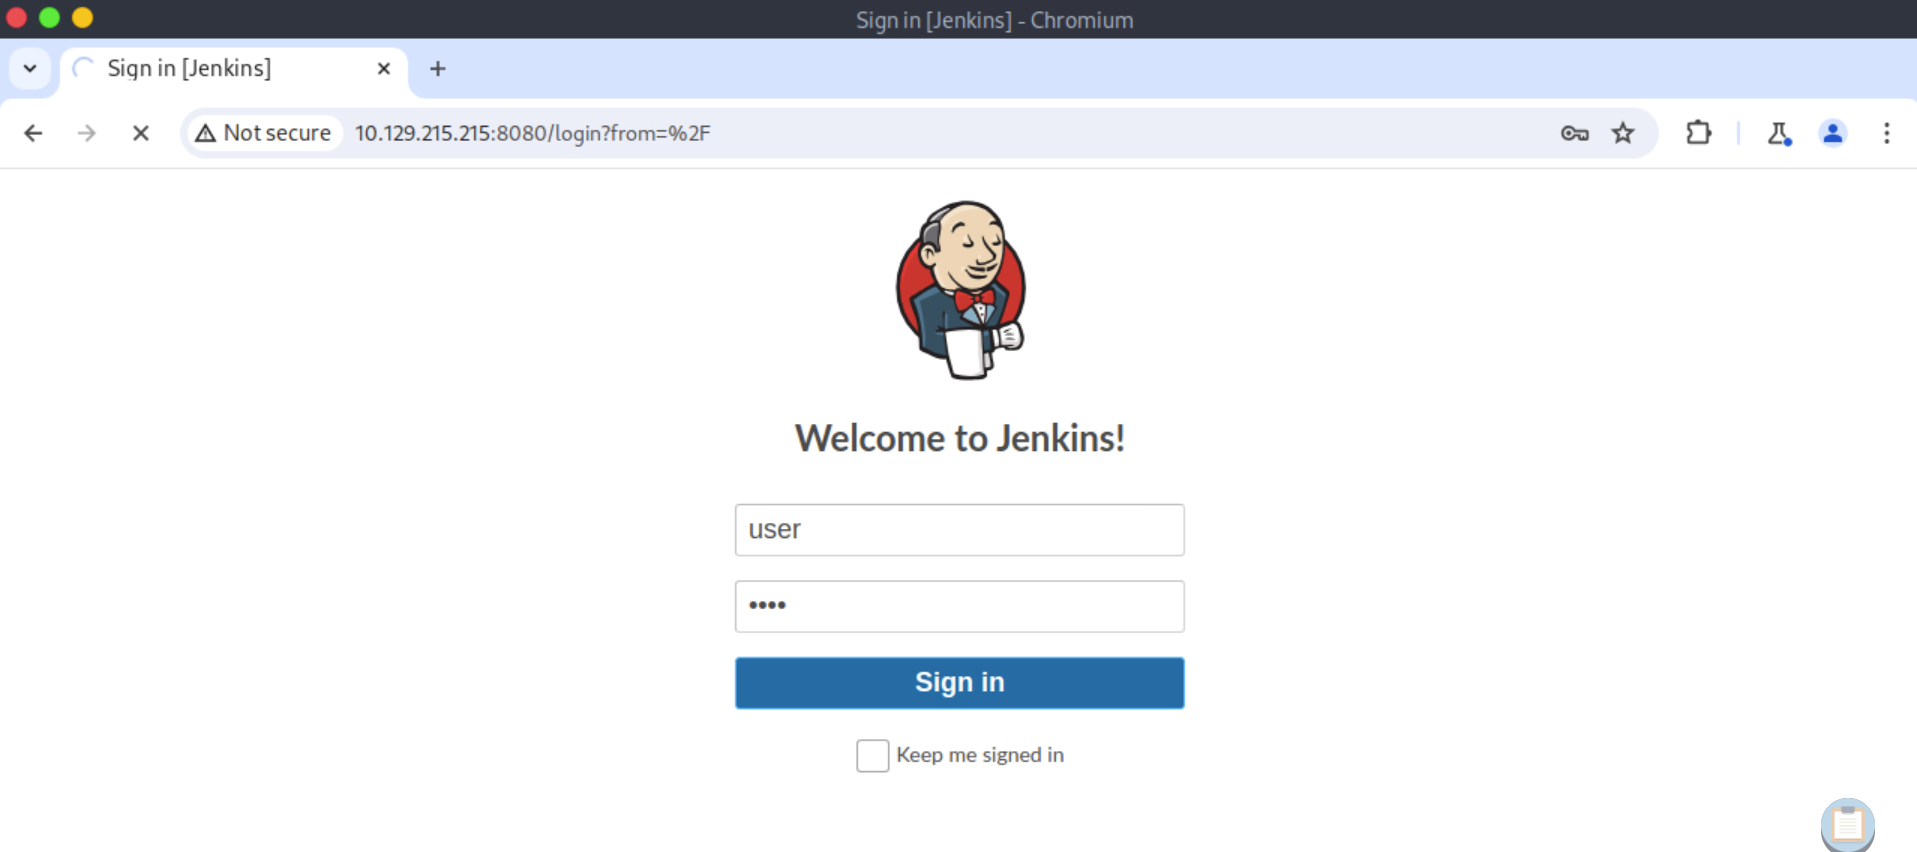 Sign in [Jenkins] - Chromium
Sign in [Jenkins]
Not secure 10.129.215.215:8080/login?from=%2F
Welcome to Jenkins!
user
••••
Sign in
Keep me signed in